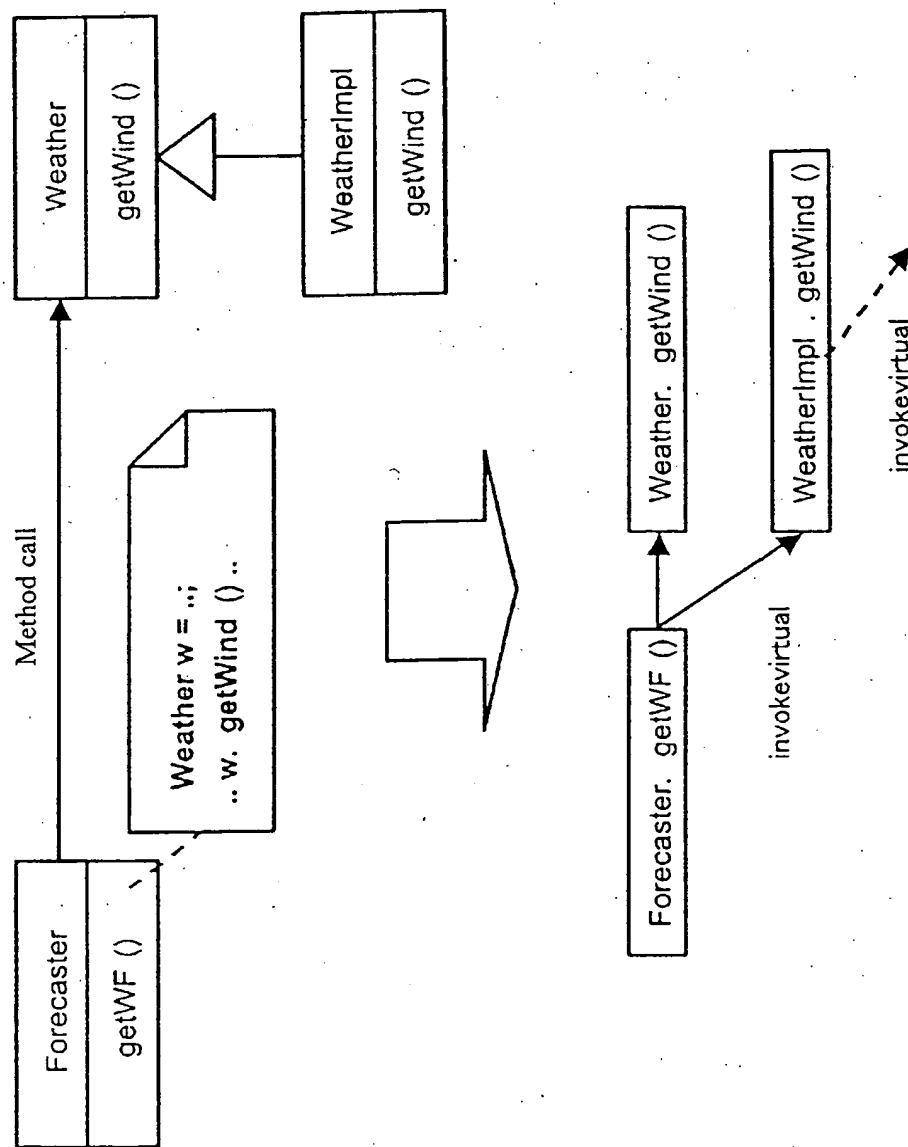 Method call
Forecaster
getWF ()
Weather
getWind ()
Weather w = ..;
.. w. getWind () ..
WeatherImpl
getWind ()
Forecaster. getWF ()
Weather. getWind ()
invokevirtual
WeatherImpl . getWind ()
invokevirtual